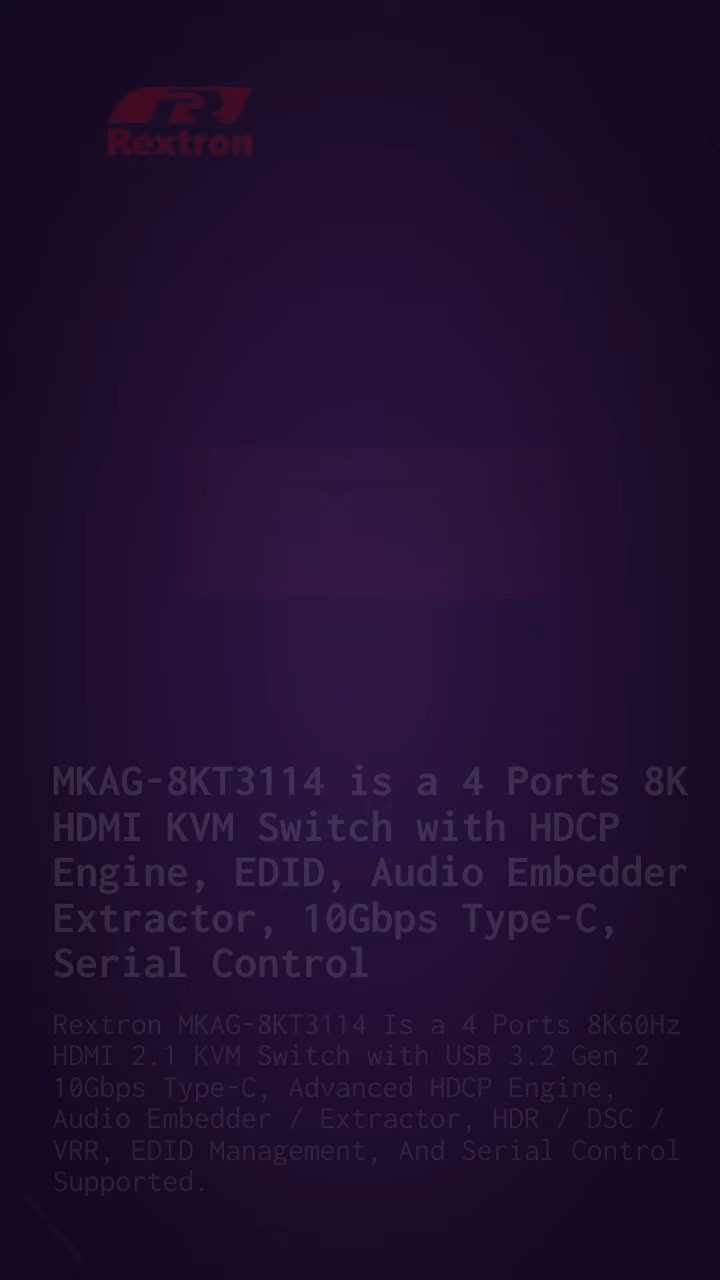 Rextron
MKAG-8KT3114 is a 4 Ports 8K
HDMI KVM Switch with HDCP
Engine, EDID, Audio Embedder
Extractor, 10Gbps Type-C,
Serial Control
Rextron MKAG-8KT3114 Is a 4 Ports 8K60Hz
HDMI 2.1 KVM Switch with USB 3.2 Gen 2
10Gbps Type-C, Advanced HDCP Engine,
Audio Embedder / Extractor, HDR / DSC /
VRR, EDID Management, And Serial Control
Supported.